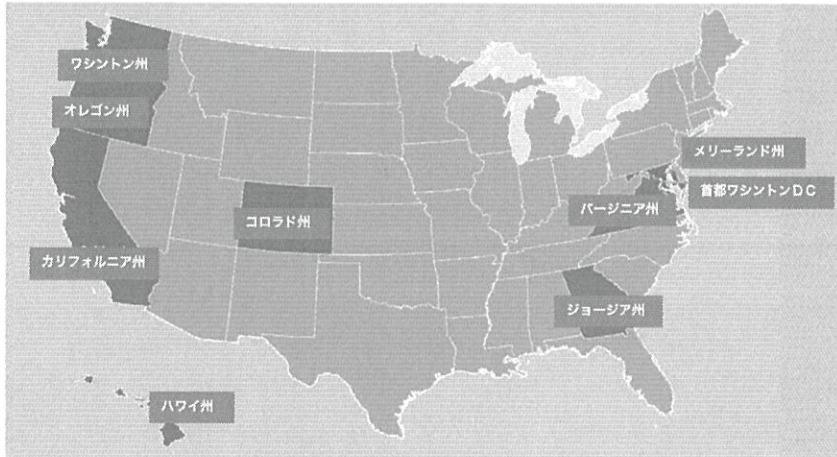 ワシントン州
オレゴン州
メリーランド州
首都ワシントンDC
バージニア州
コロラド州
カリフォルニア州
ジョージア州
ハワイ州